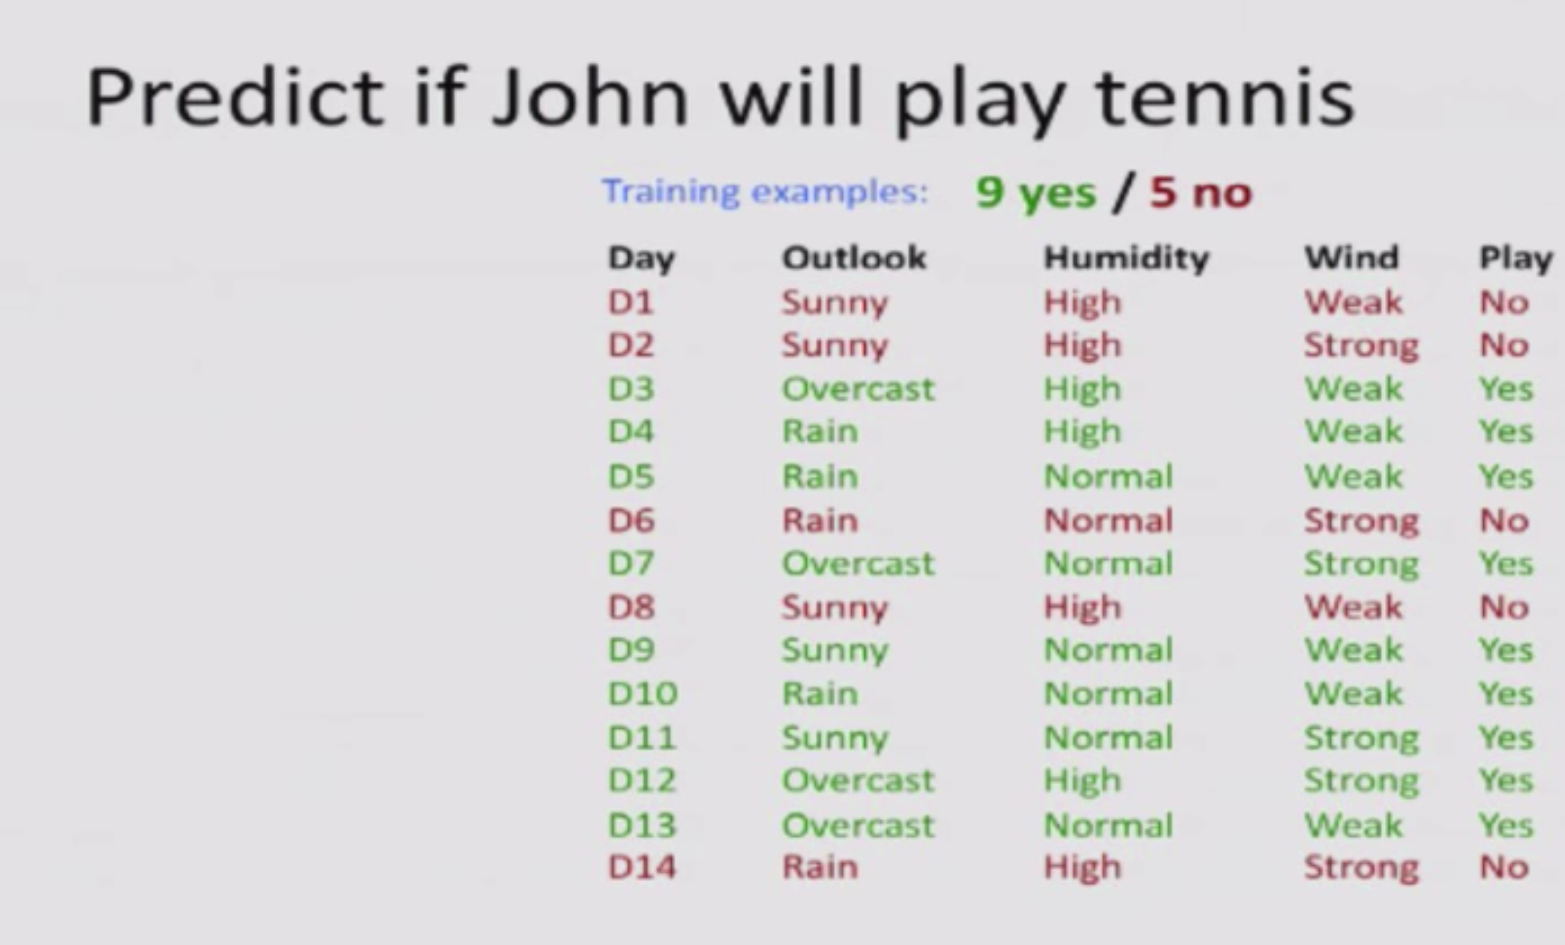 Predict if John will play tennis
Training examples: 9 yes / 5 no
Day Outlook Humidity Wind Play
D1 Sunny High Weak No
D2 Sunny High Strong No
D3 Overcast High Weak Yes
D4 Rain High Weak Yes
D5 Rain Normal Weak Yes
D6 Rain Normal Strong No
D7 Overcast Normal Strong Yes
D8 Sunny High Weak No
D9 Sunny Normal Weak Yes
D10 Rain Normal Weak Yes
D11 Sunny Normal Strong Yes
D12 Overcast High Strong Yes
D13 Overcast Normal Weak Yes
D14 Rain High Strong No